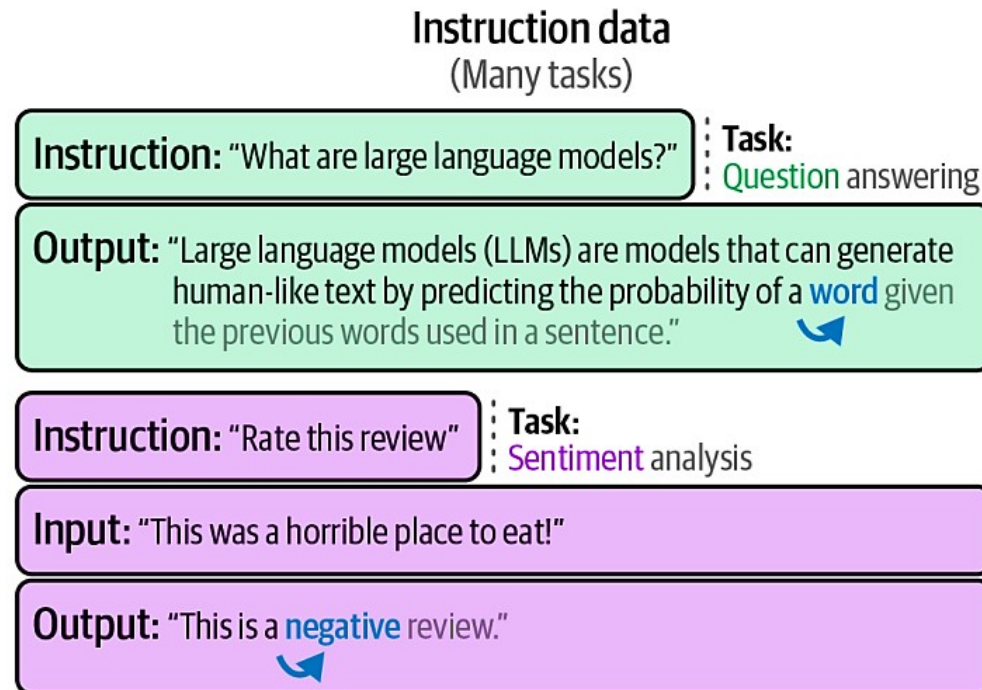 Instruction data
(Many tasks)
Instruction: “What are large language models?”
Task:
Question answering
Output: “Large language models (LLMs) are models that can generate
human-like text by predicting the probability of a word given
the previous words used in a sentence.”
Instruction: “Rate this review”
Task:
Sentiment analysis
Input: “This was a horrible place to eat!”
Output: “This is a negative review.”